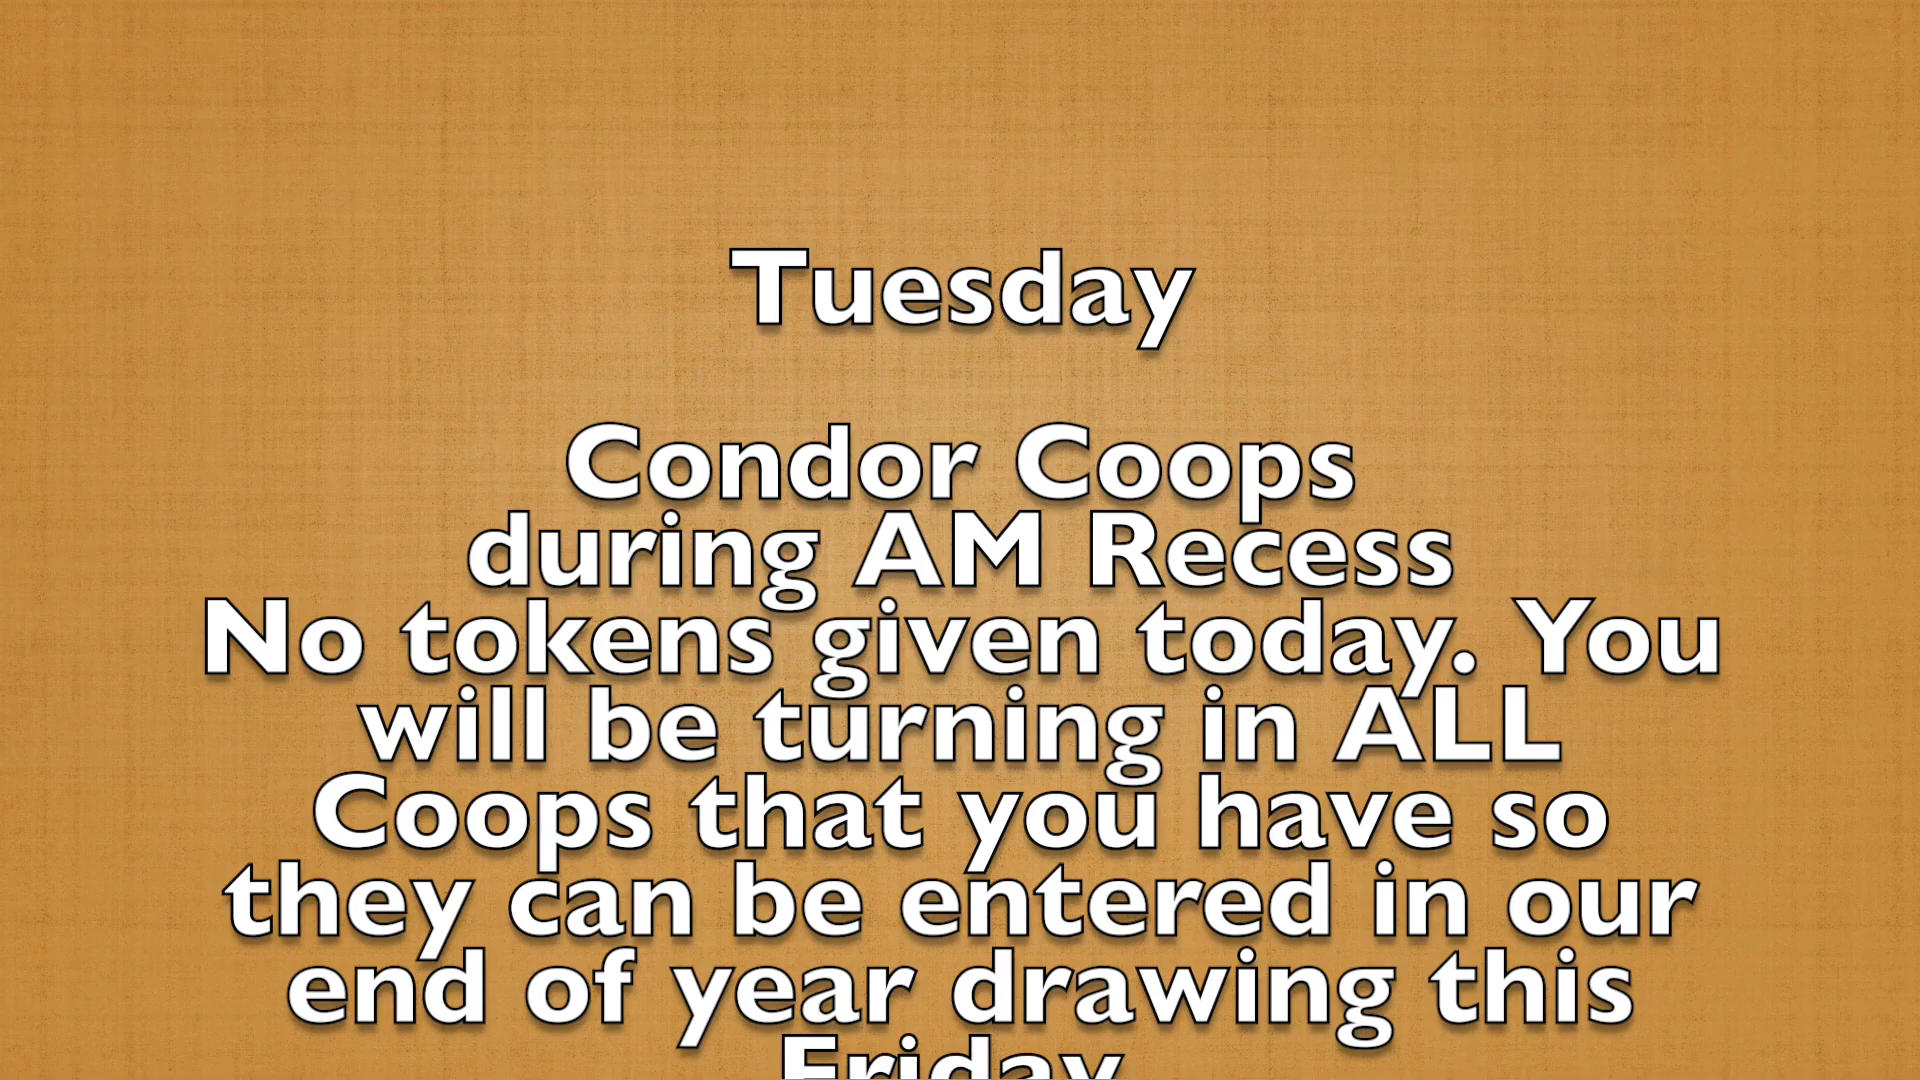 Tuesday
Condor Coops
during AM Recess
No tokens given today. You
will be turning in ALL
Coops that you have so
they can be entered in our
end of year drawing this
Friday